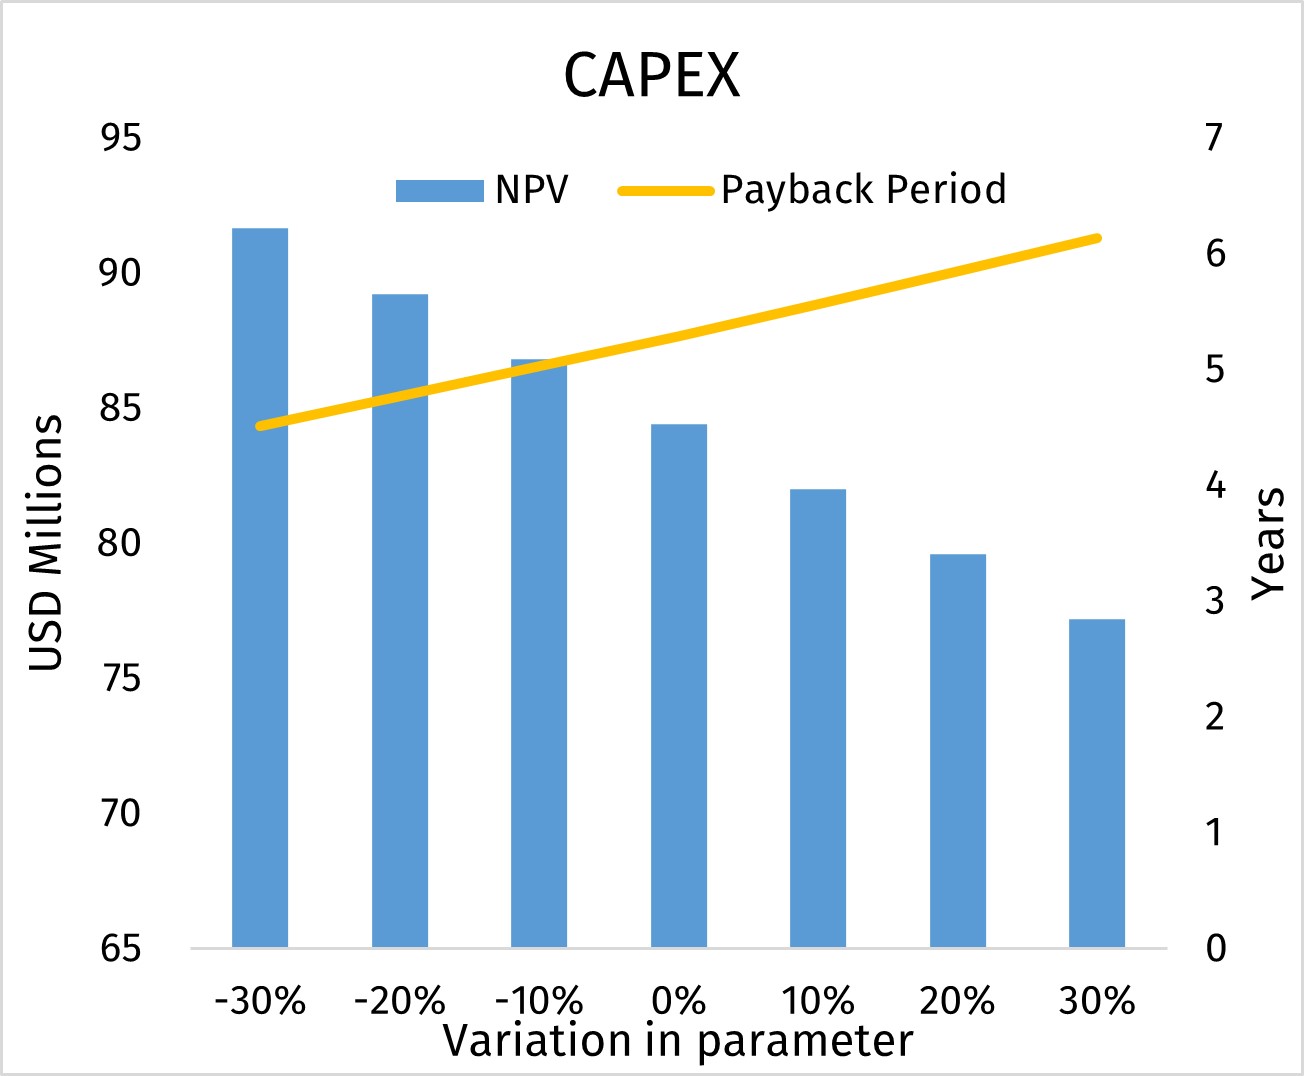 CAPEX
NPV
Payback Period
95
90
85
80
75
70
65
USD Millions
7
6
5
4
3
2
1
0
Years
-30% -20% -10% 0% 10% 20% 30%
Variation in parameter